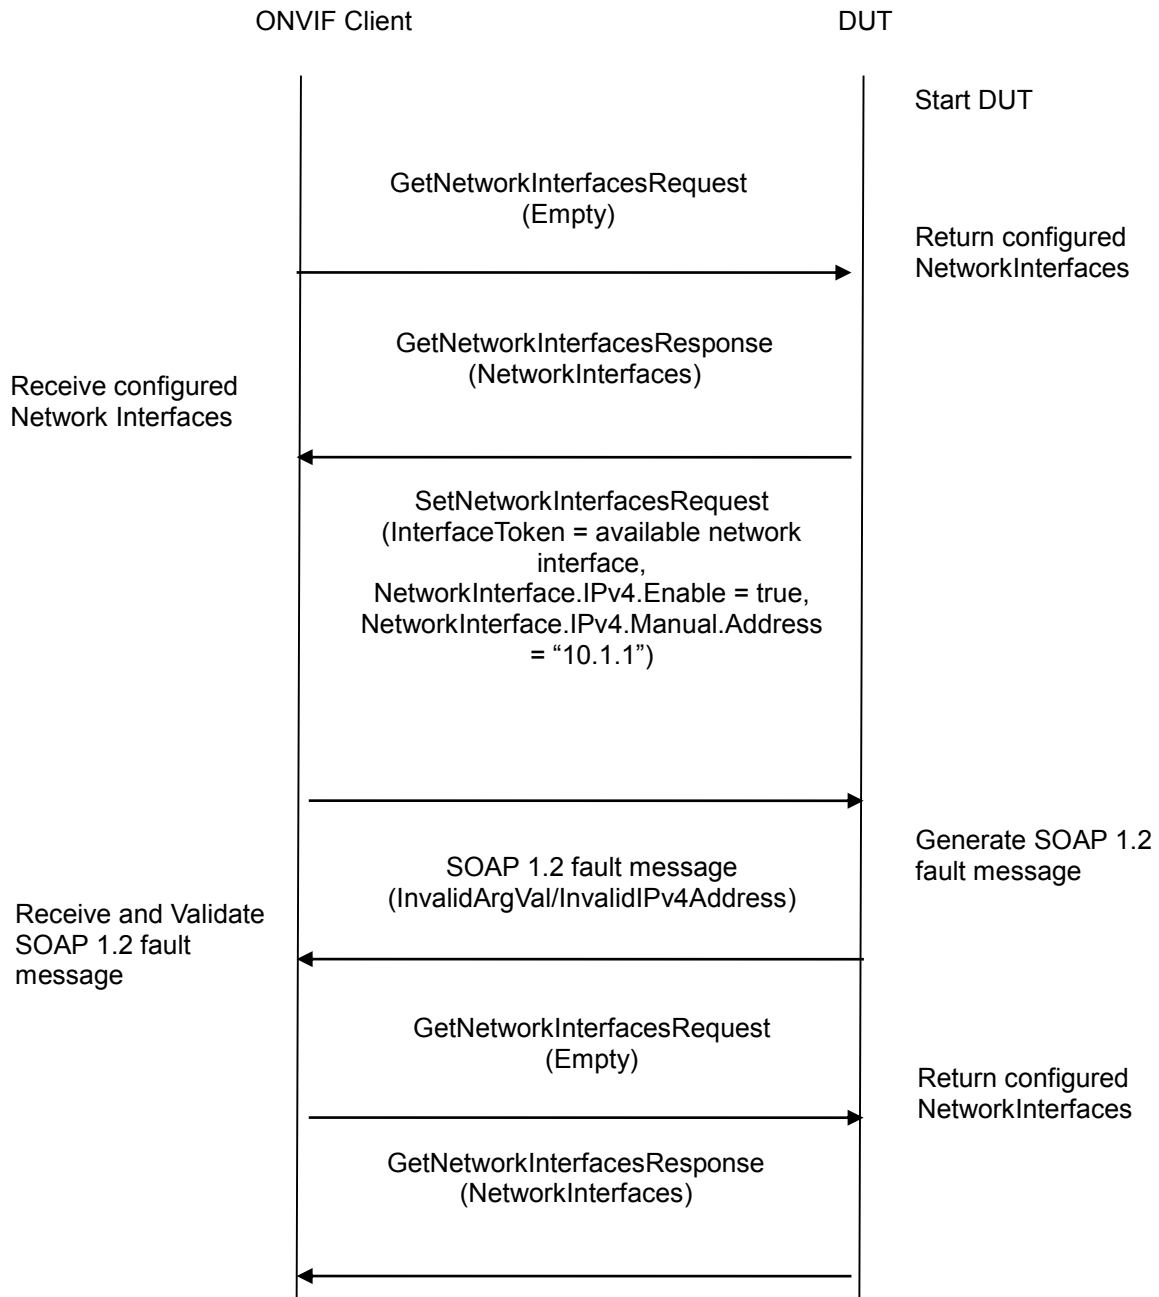 ONVIF Client
DUT
Start DUT
GetNetworkInterfacesRequest
(Empty)
Return configured
NetworkInterfaces
GetNetworkInterfacesResponse
(NetworkInterfaces)
Receive configured
Network Interfaces
SetNetworkInterfacesRequest
(InterfaceToken = available network
interface,
NetworkInterface.IPv4.Enable = true,
NetworkInterface.IPv4.Manual.Address
= “10.1.1”)
Generate SOAP 1.2
fault message
SOAP 1.2 fault message
(InvalidArgVal/InvalidIPv4Address)
Receive and Validate
SOAP 1.2 fault
message
GetNetworkInterfacesRequest
(Empty)
Return configured
NetworkInterfaces
GetNetworkInterfacesResponse
(NetworkInterfaces)